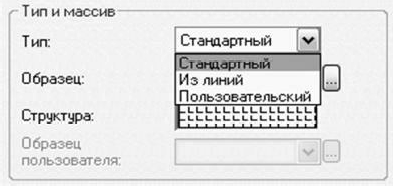 Тип и массив
Тип:
Стандартный
Стандартный
Из линий
Пользовательский
Образец:
...
Структура:
Образец
пользователя:
...